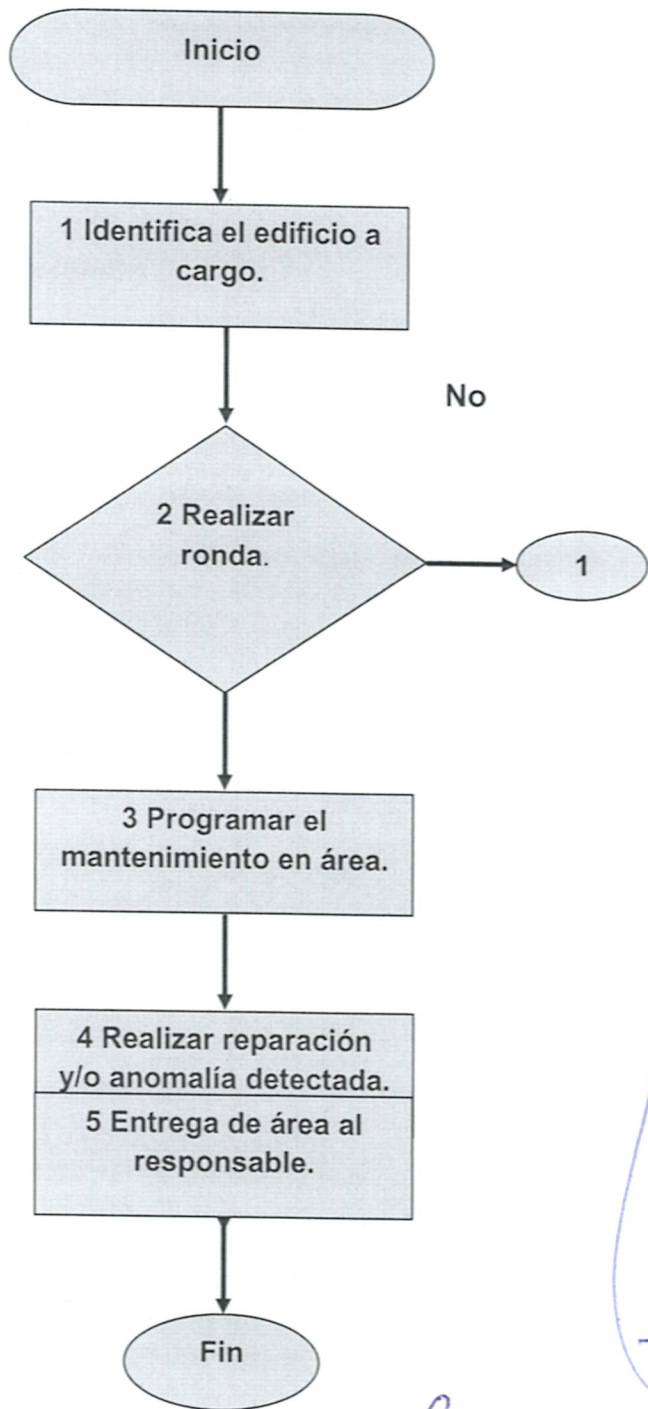 Inicio
1 Identifica el edificio a
cargo.
No
2 Realizar
ronda.
1
3 Programar el
mantenimiento en área.
4 Realizar reparación
y/o anomalía detectada.
5 Entrega de área al
responsable.
Fin